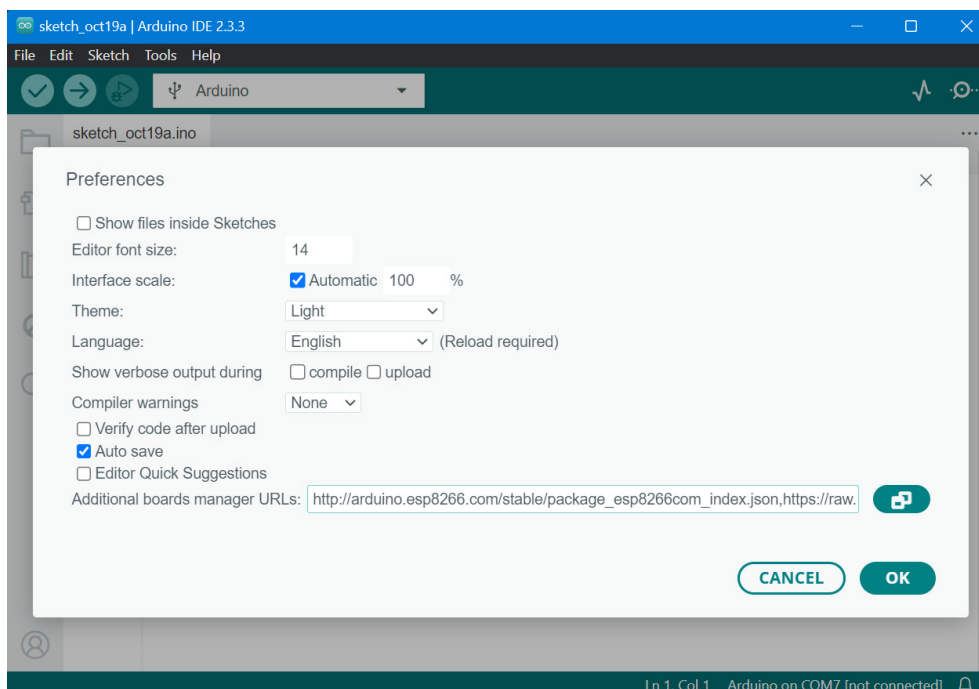 sketch_oct19a | Arduino IDE 2.3.3
File Edit Sketch Tools Help
Arduino
sketch_oct19a.ino
Preferences
Show files inside Sketches
Editor font size: 14
Interface scale: Automatic 100 %
Theme: Light
Language: English (Reload required)
Show verbose output during compile upload
Compiler warnings None
Verify code after upload
Auto save
Editor Quick Suggestions
Additional boards manager URLs: http://arduino.esp8266.com/stable/package_esp8266com_index.json,https://raw.
CANCEL OK
Ln 1, Col 1 Arduino on COM7 [not connected]